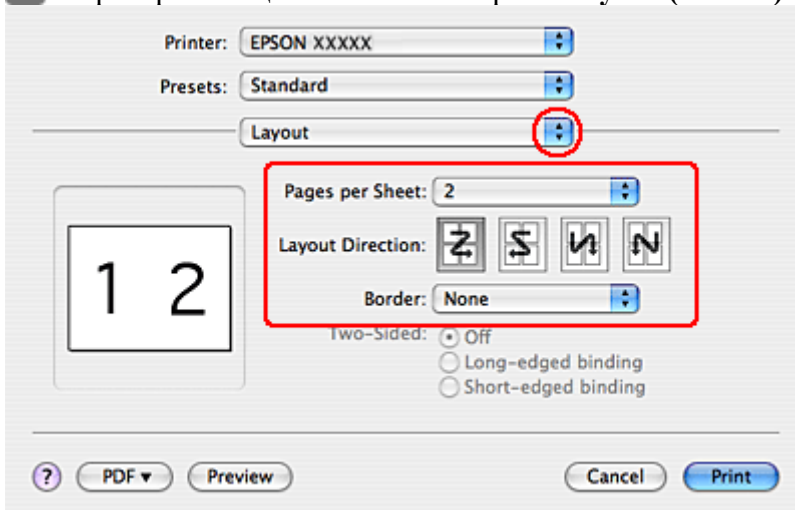 Printer: EPSON XXXXX
Presets: Standard
Layout
Pages per Sheet: 2
Layout Direction:
Border: None
Two-Sided: Off
Long-edged binding
Short-edged binding
1 2
? PDF Preview Cancel Print